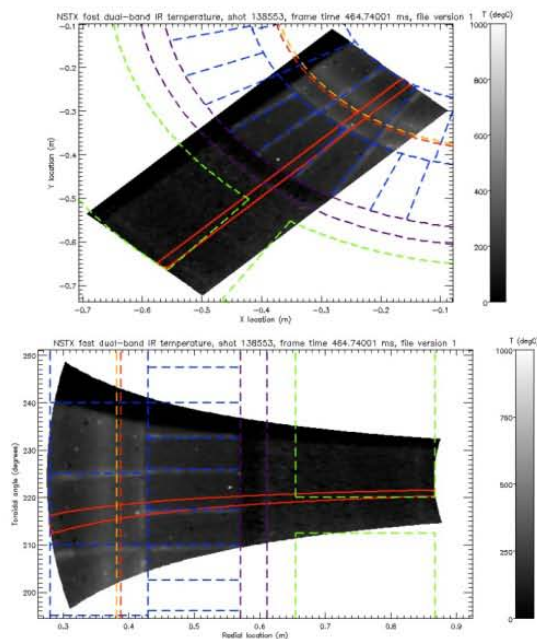 NSTX fast dual-band IR temperature, shot 138553, frame time 464.74001 ms, file version 1
T (degC)
-0.1
-0.2
-0.3
-0.4
-0.5
-0.6
-0.7
Y location (m)
-0.7 -0.6 -0.5 -0.4 -0.3 -0.2 -0.1
X location (m)
1000
800
600
400
200
0
NSTX fast dual-band IR temperature, shot 138553, frame time 464.74001 ms, file version 1
T (degC)
250
240
230
220
210
200
Toroidal angle (degrees)
0.3 0.4 0.5 0.6 0.7 0.8 0.9
Radial location (m)
1000
750
500
250
0